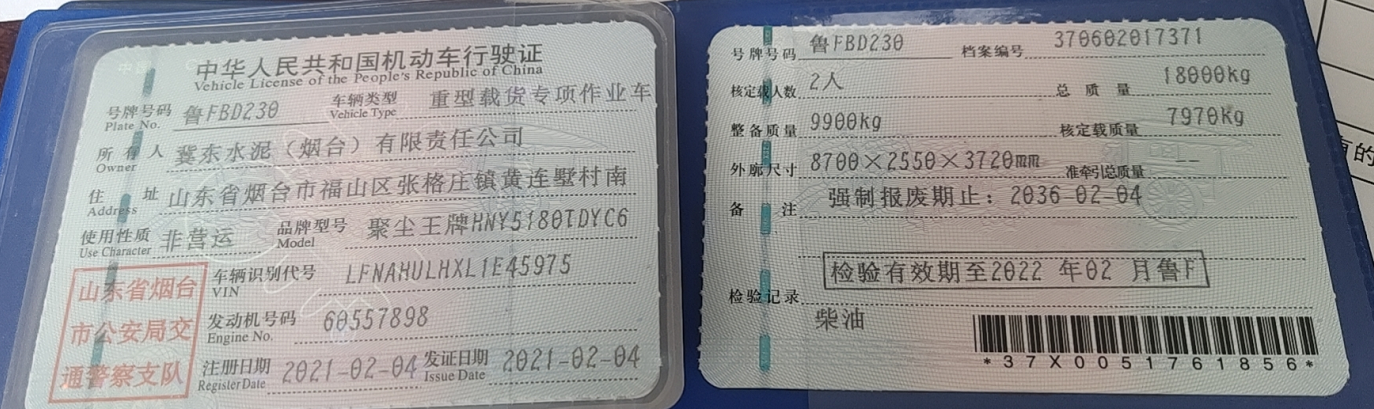 中华人民共和国机动车行驶证
Vehicle License of the People's Republic of China
号牌号码 鲁FBD230 车辆类型 重型载货专项作业车
Plate No. Vehicle Type
所有人 冀东水泥（烟台）有限责任公司
Owner
住址 山东省烟台市福山区张格庄镇黄连墅村南
Address
使用性质 非营运 品牌型号 聚尘王牌HNY5180TDYC6
Use Character Model
山东省烟台
市公安局交
通警察支队
车辆识别代号 LFNAHULHXL1E45975
VIN
发动机号码 60557898
Engine No.
注册日期 2021-02-04 发证日期 2021-02-04
Register Date Issue Date
号牌号码 鲁FBD230 档案编号 370602017371
核定载人数 2人 总质量 18000kg
整备质量 9900kg 核定载质量 7970kg
外廓尺寸 8700×2550×3720mm 准牵引总质量 --
备注 强制报废期止：2036-02-04
检验有效期至2022 年02 月鲁F
检验记录
柴油
*37X0051761856*